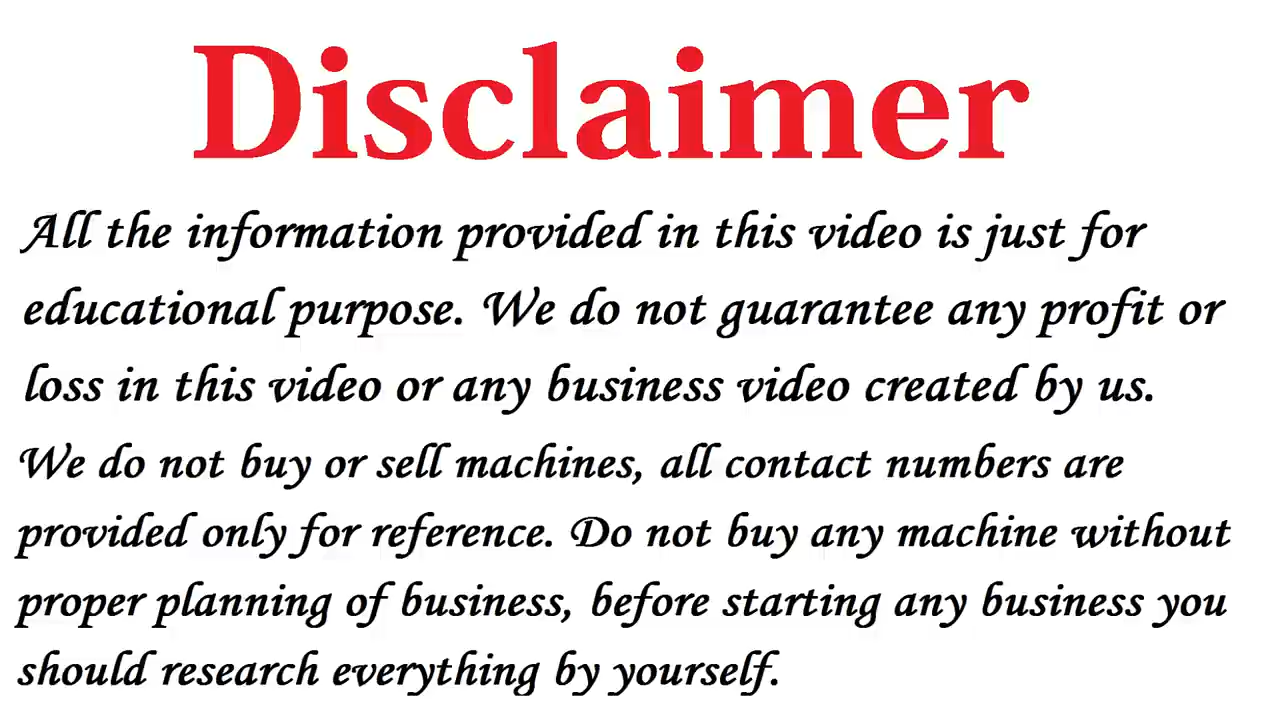 Disclaimer
All the information provided in this video is just for
educational purpose. We do not guarantee any profit or
loss in this video or any business video created by us.
We do not buy or sell machines, all contact numbers are
provided only for reference. Do not buy any machine without
proper planning of business, before starting any business you
should research everything by yourself.